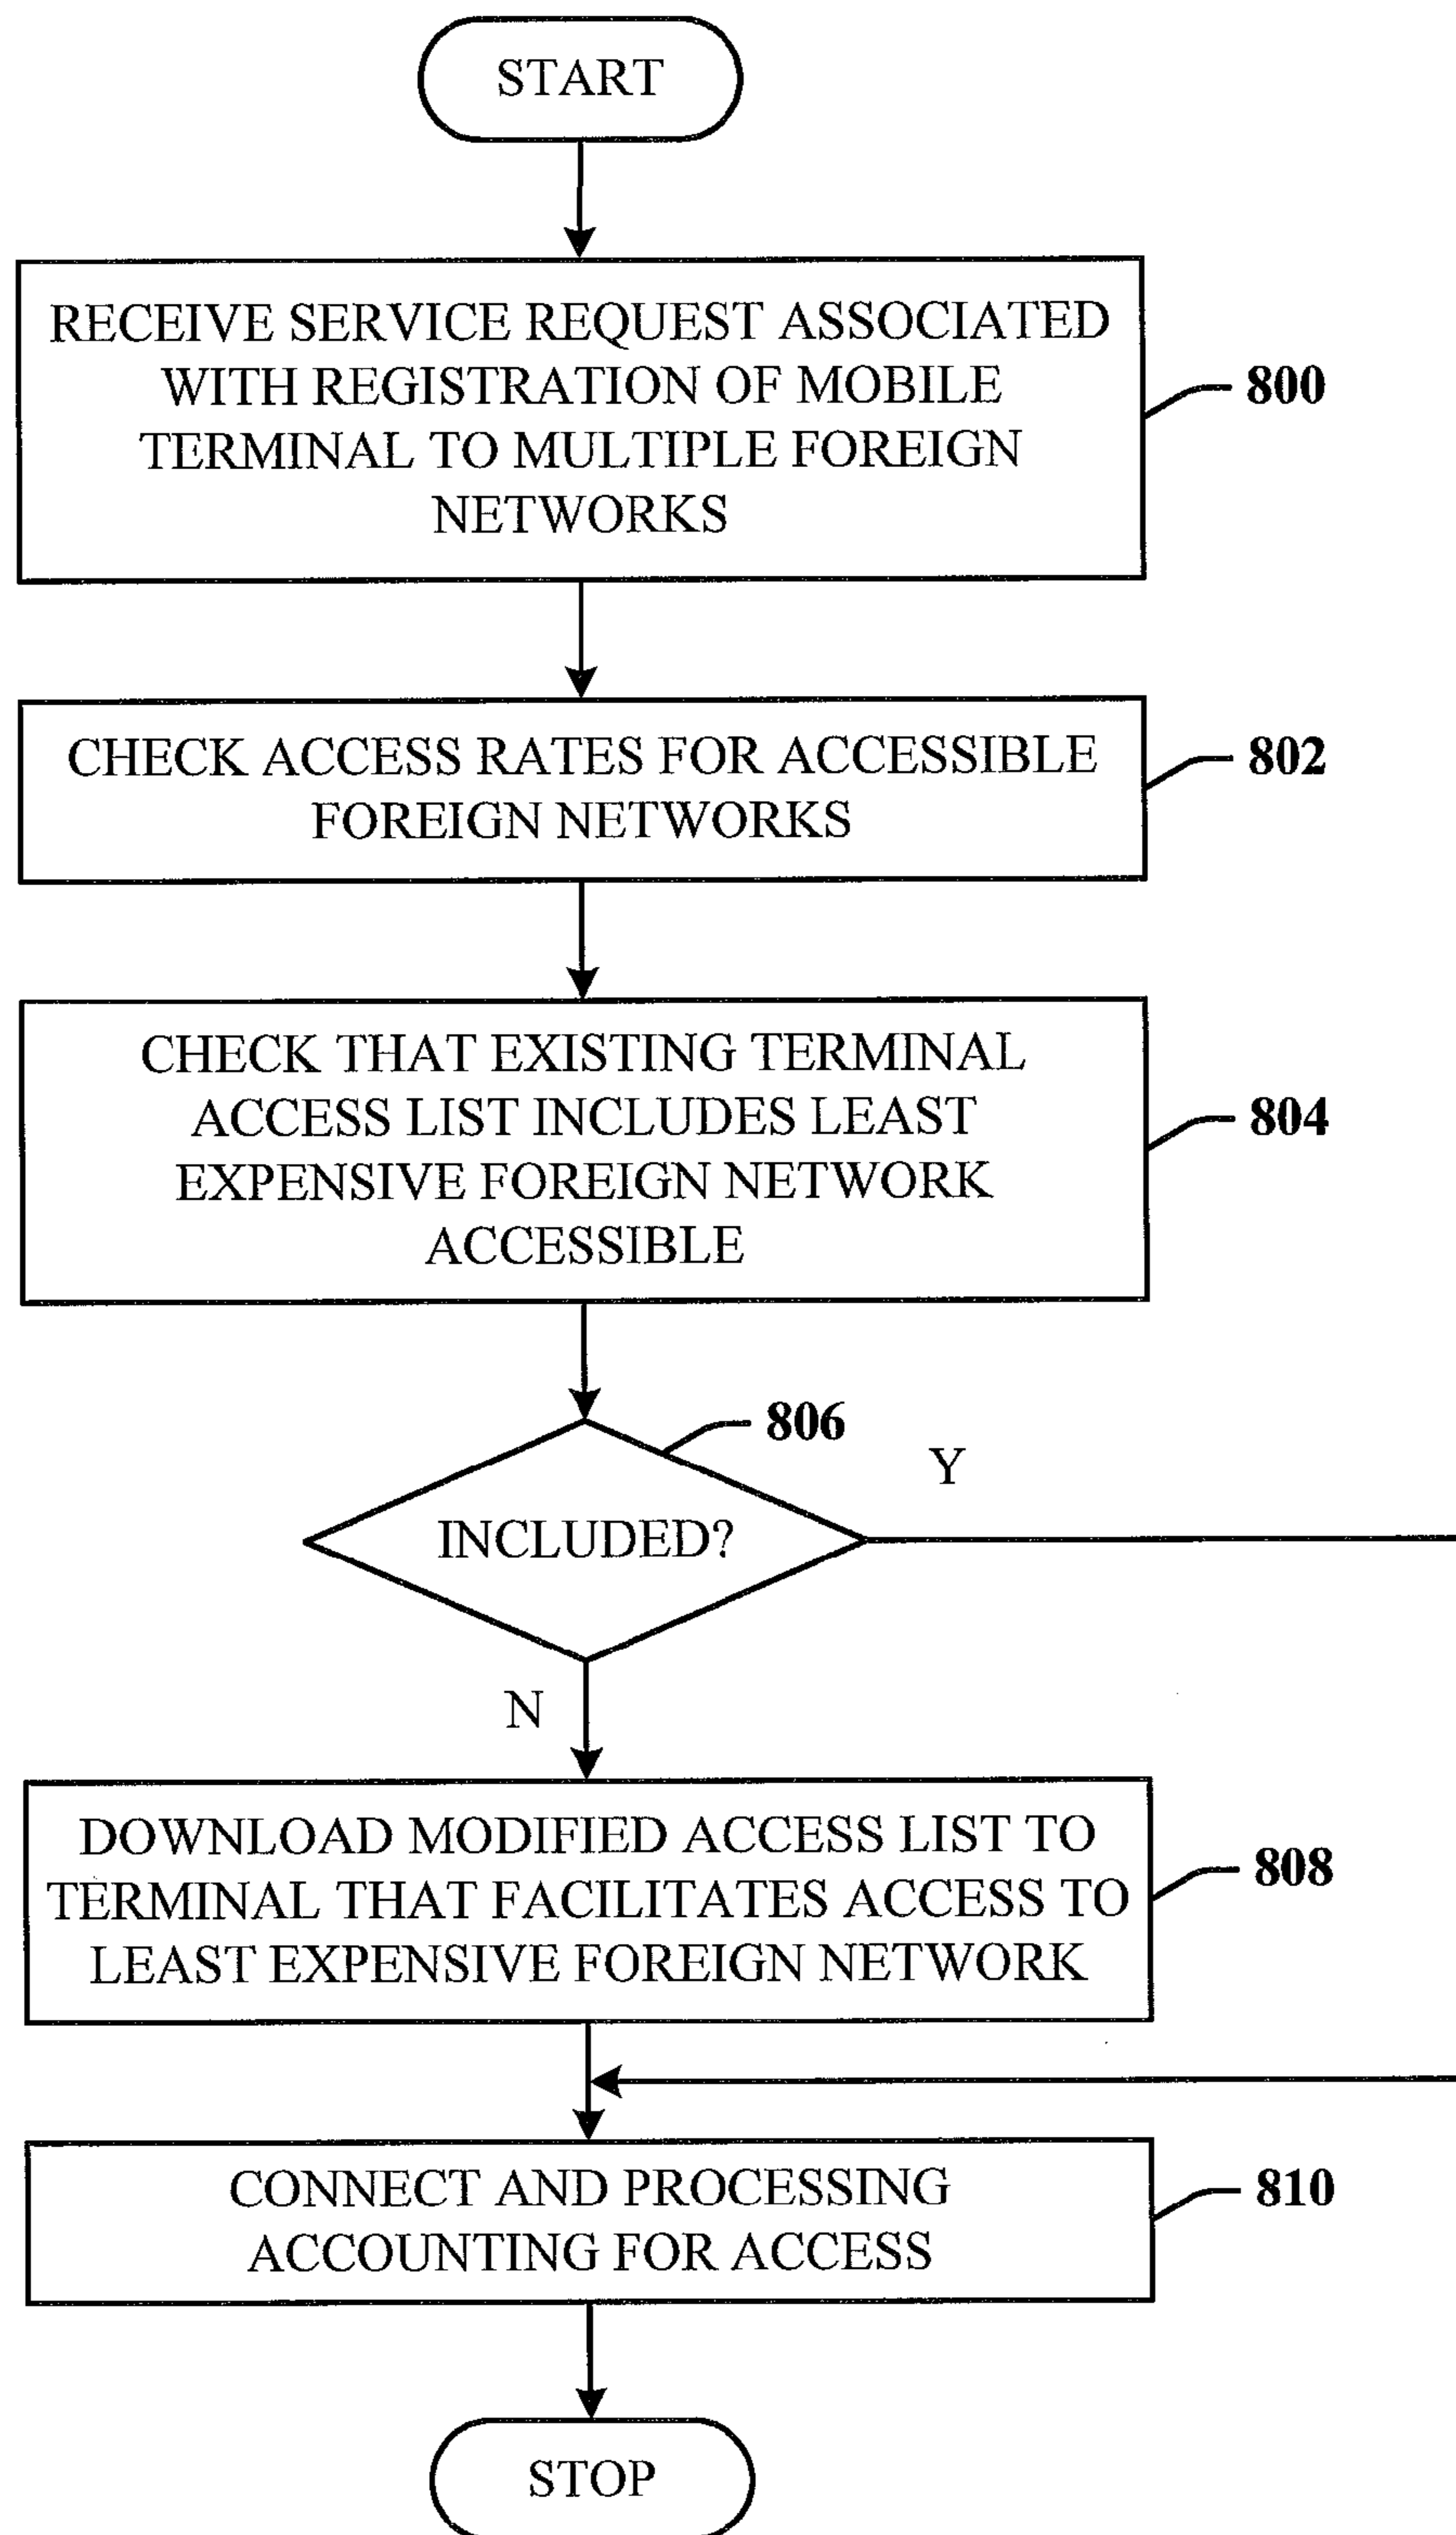 START
RECEIVE SERVICE REQUEST ASSOCIATED
WITH REGISTRATION OF MOBILE
TERMINAL TO MULTIPLE FOREIGN
NETWORKS
800
CHECK ACCESS RATES FOR ACCESSIBLE
FOREIGN NETWORKS
802
CHECK THAT EXISTING TERMINAL
ACCESS LIST INCLUDES LEAST
EXPENSIVE FOREIGN NETWORK
ACCESSIBLE
804
806
Y
INCLUDED?
N
DOWNLOAD MODIFIED ACCESS LIST TO
TERMINAL THAT FACILITATES ACCESS TO
LEAST EXPENSIVE FOREIGN NETWORK
808
CONNECT AND PROCESSING
ACCOUNTING FOR ACCESS
810
STOP